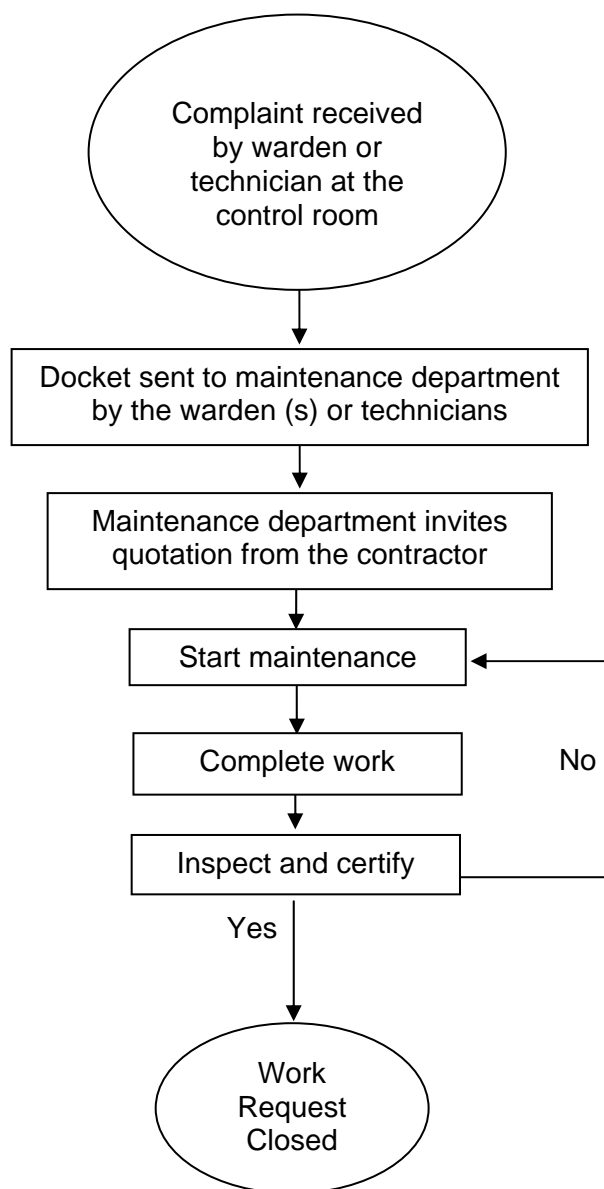 Complaint received
by warden or
technician at the
control room
Docket sent to maintenance department
by the warden (s) or technicians
Maintenance department invites
quotation from the contractor
Start maintenance
Complete work
No
Inspect and certify
Yes
Work
Request
Closed